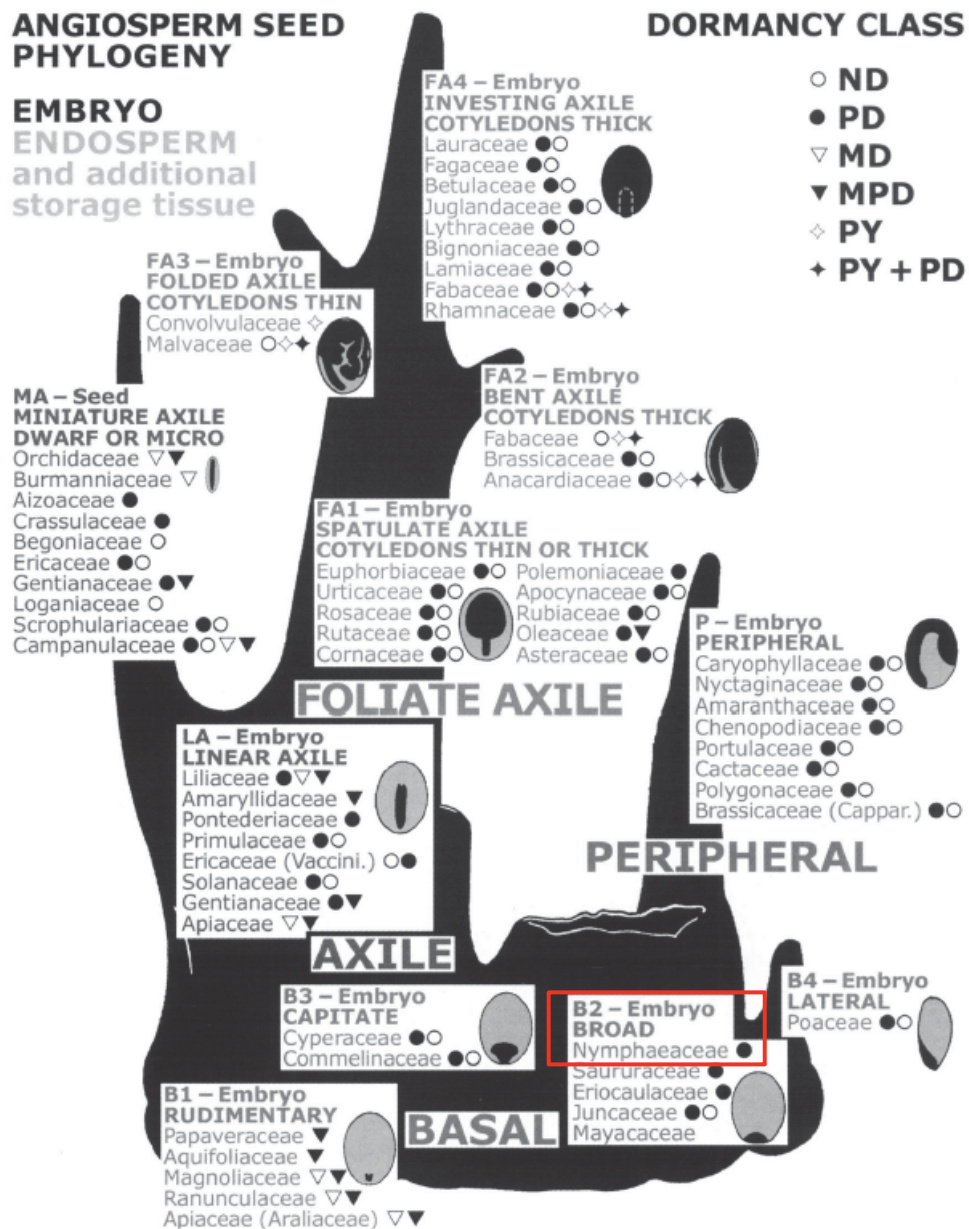 ANGIOSPERM SEED
PHYLOGENY
EMBRYO
ENDOSPERM
and additional
storage tissue
DORMANCY CLASS
○ ND
● PD
▽ MD
▼ MPD
✧ PY
✦ PY + PD
FA4 – Embryo
INVESTING AXILE
COTYLEDONS THICK
Lauraceae ●○
Fagaceae ●○
Betulaceae ●○
Juglandaceae ●○
Lythraceae ●○
Bignoniaceae ●○
Lamiaceae ●○
Fabaceae ●○✧✦
Rhamnaceae ●○✧✦
FA3 – Embryo
FOLDED AXILE
COTYLEDONS THIN
Convolvulaceae ✧
Malvaceae ○✧✦
FA2 – Embryo
BENT AXILE
COTYLEDONS THICK
Fabaceae ○✧✦
Brassicaceae ●○
Anacardiaceae ●○✧✦
MA – Seed
MINIATURE AXILE
DWARF OR MICRO
Orchidaceae ▽▼
Burmanniaceae ▽
Aizoaceae ●
Crassulaceae ●
Begoniaceae ○
Ericaceae ●○
Gentianaceae ●▼
Loganiaceae ○
Scrophulariaceae ●○
Campanulaceae ●○▽▼
FA1 – Embryo
SPATULATE AXILE
COTYLEDONS THIN OR THICK
Euphorbiaceae ●○ Polemoniaceae ●
Urticaceae ●○ Apocynaceae ●○
Rosaceae ●○ Rubiaceae ●○
Rutaceae ●○ Oleaceae ●▼
Cornaceae ●○ Asteraceae ●○
FOLIATE AXILE
P – Embryo
PERIPHERAL
Caryophyllaceae ●○
Nyctaginaceae ●○
Amaranthaceae ●○
Chenopodiaceae ●○
Portulaceae ●○
Cactaceae ●○
Polygonaceae ●○
Brassicaceae (Cappar.) ●○
PERIPHERAL
LA – Embryo
LINEAR AXILE
Liliaceae ●▽▼
Amaryllidaceae ▼
Pontederiaceae ●
Primulaceae ●○
Ericaceae (Vaccini.) ○●
Solanaceae ●○
Gentianaceae ●▼
Apiaceae ▽▼
AXILE
B3 – Embryo
CAPITATE
Cyperaceae ●○
Commelinaceae ●○
B2 – Embryo
BROAD
Nymphaeaceae ●
Saururaceae ●
Eriocaulaceae ●
Juncaceae ●○
Mayacaceae
B4 – Embryo
LATERAL
Poaceae ●○
B1 – Embryo
RUDIMENTARY
Papaveraceae ▼
Aquifoliaceae ▼
Magnoliaceae ▽▼
Ranunculaceae ▽▼
Apiaceae (Araliaceae) ▽▼
BASAL